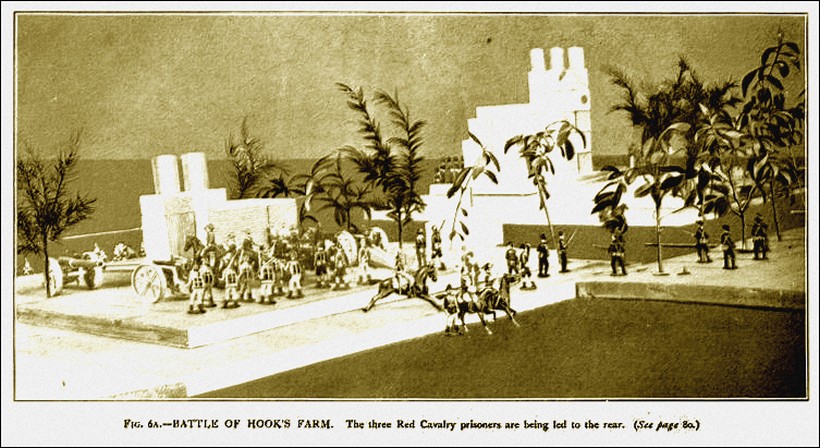 Fig. 6A.—BATTLE OF HOOK'S FARM. The three Red Cavalry prisoners are being led to the rear. (See page 80.)